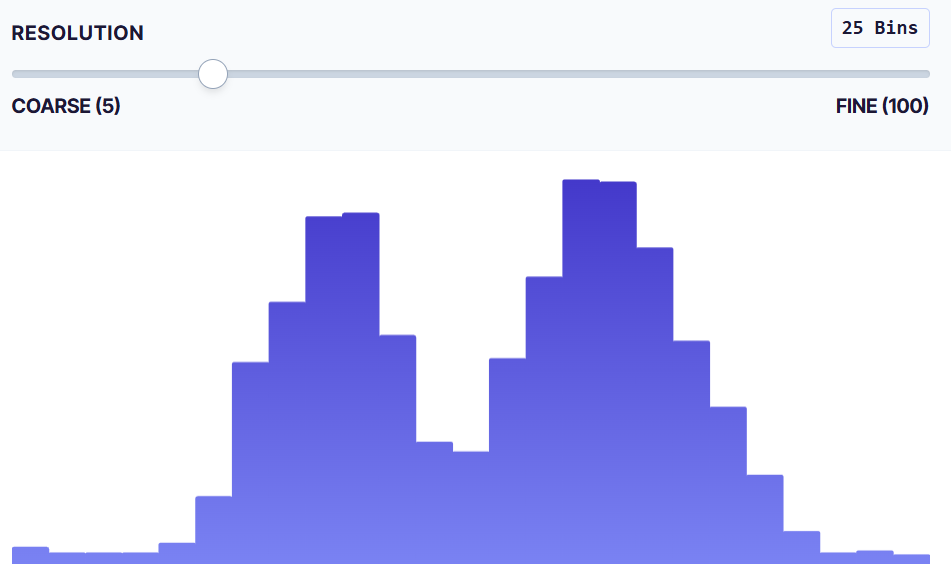 RESOLUTION
25 Bins
COARSE (5)
FINE (100)